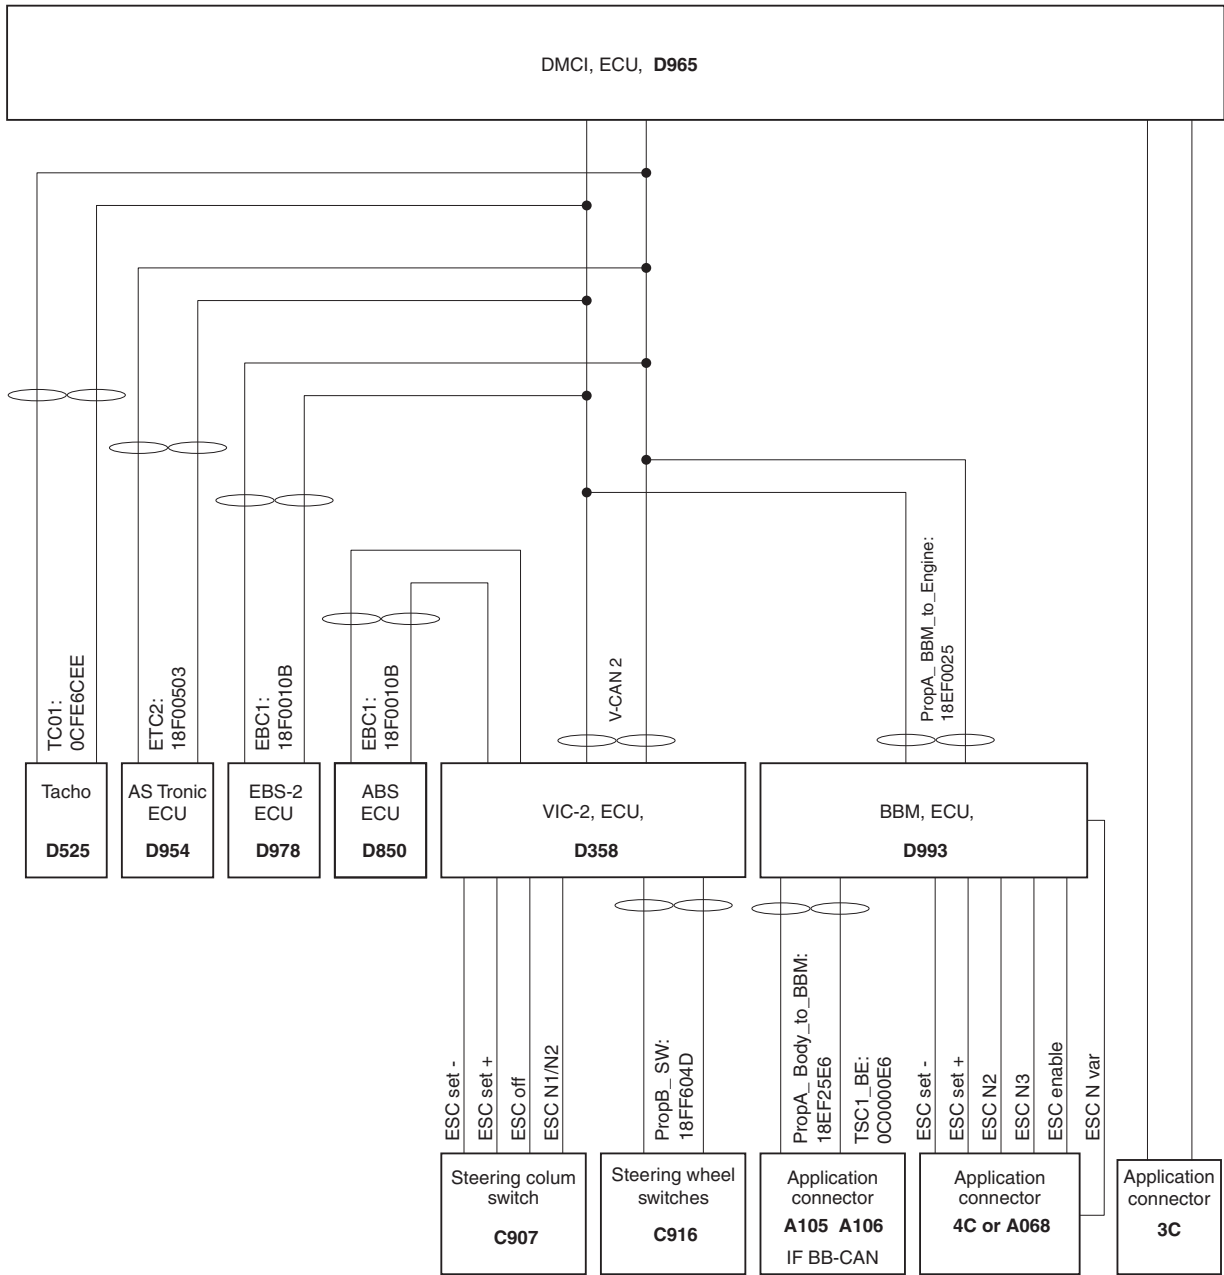 DMCI, ECU, D965
TC01:
0CFE6CEE
ETC2:
18F00503
EBC1:
18F0010B
EBC1:
18F0010B
V-CAN 2
PropA_ BBM_to_Engine:
18EF0025
Tacho
D525
AS Tronic
ECU
D954
EBS-2
ECU
D978
ABS
ECU
D850
VIC-2, ECU,
D358
BBM, ECU,
D993
ESC set -
ESC set +
ESC off
ESC N1/N2
PropB_ SW:
18FF604D
PropA_ Body_to_BBM:
18EF25E6
TSC1_BE:
0C0000E6
ESC set -
ESC set +
ESC N2
ESC N3
ESC enable
ESC N var
Steering colum
switch
C907
Steering wheel
switches
C916
Application
connector
A105 A106
IF BB-CAN
Application
connector
4C or A068
Application
connector
3C